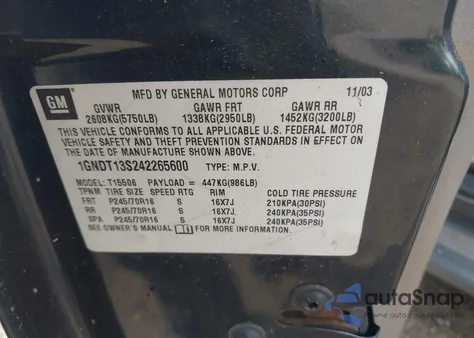 GM
MFD BY GENERAL MOTORS CORP 11/03
GVWR GAWR FRT GAWR RR
2608KG(5750LB) 1338KG(2950LB) 1452KG(3200LB)
THIS VEHICLE CONFORMS TO ALL APPLICABLE U.S. FEDERAL MOTOR
VEHICLE SAFETY AND THEFT PREVENTION STANDARDS IN EFFECT ON
THE DATE OF MANUFACTURE SHOWN ABOVE.
1GNDT13S242265600 TYPE: M.P.V.
MODEL: T15506 PAYLOAD = 447KG(986LB)
TPNM TIRE SIZE SPEED RTG RIM COLD TIRE PRESSURE
FRT P245/70R16 S 16X7J 210KPA(30PSI)
RR P245/70R16 S 16X7J 240KPA(35PSI)
SPA P245/70R16 S 16X7J 240KPA(35PSI)
SEE OWNER'S MANUAL FOR ADDITIONAL INFORMATION.
autoSnap